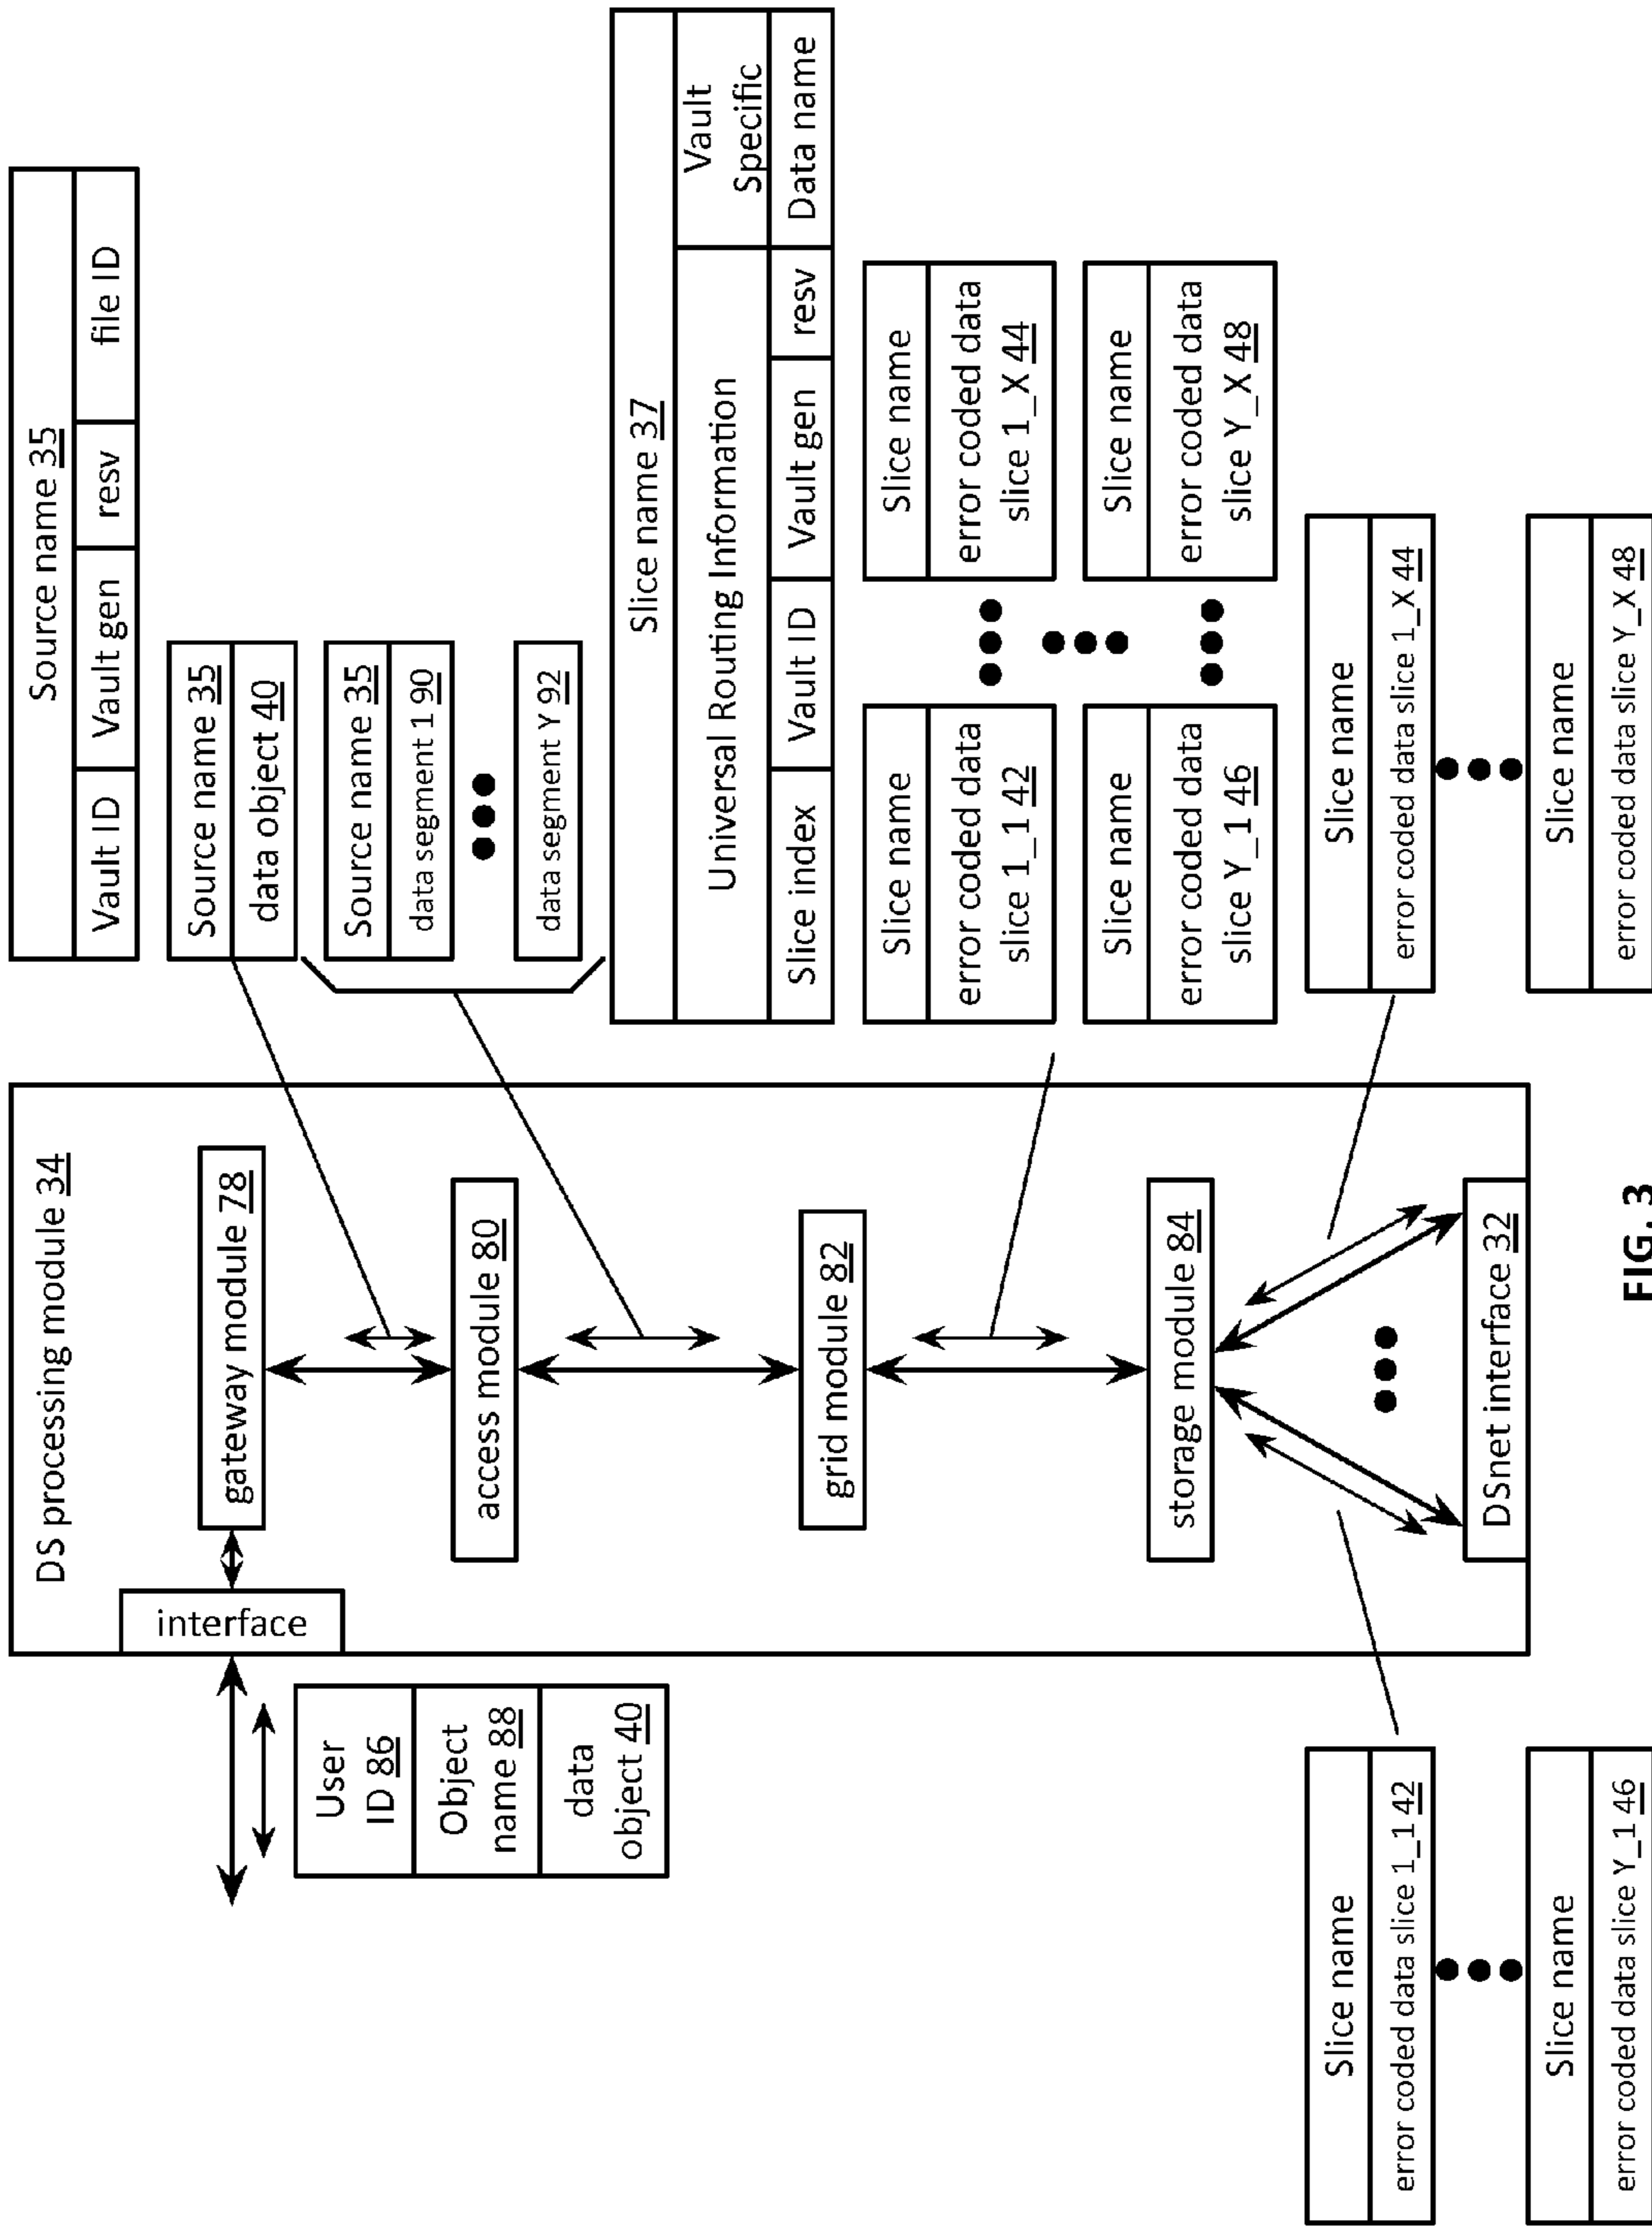 DS processing module 34
interface
gateway module 78
access module 80
grid module 82
storage module 84
DSnet interface 32
User
ID 86
Object
name 88
data
object 40
Source name 35
Vault ID
Vault gen
resv
file ID
Source name 35
data object 40
Source name 35
data segment 1 90
data segment Y 92
Slice name 37
Universal Routing Information
Vault
Specific
Slice index
Vault ID
Vault gen
resv
Data name
Slice name
error coded data
slice 1_1 42
Slice name
error coded data
slice 1_X 44
Slice name
error coded data
slice Y_1 46
Slice name
error coded data
slice Y_X 48
Slice name
error coded data slice 1_1 42
Slice name
error coded data slice Y_1 46
Slice name
error coded data slice 1_X 44
Slice name
error coded data slice Y_X 48
FIG. 3